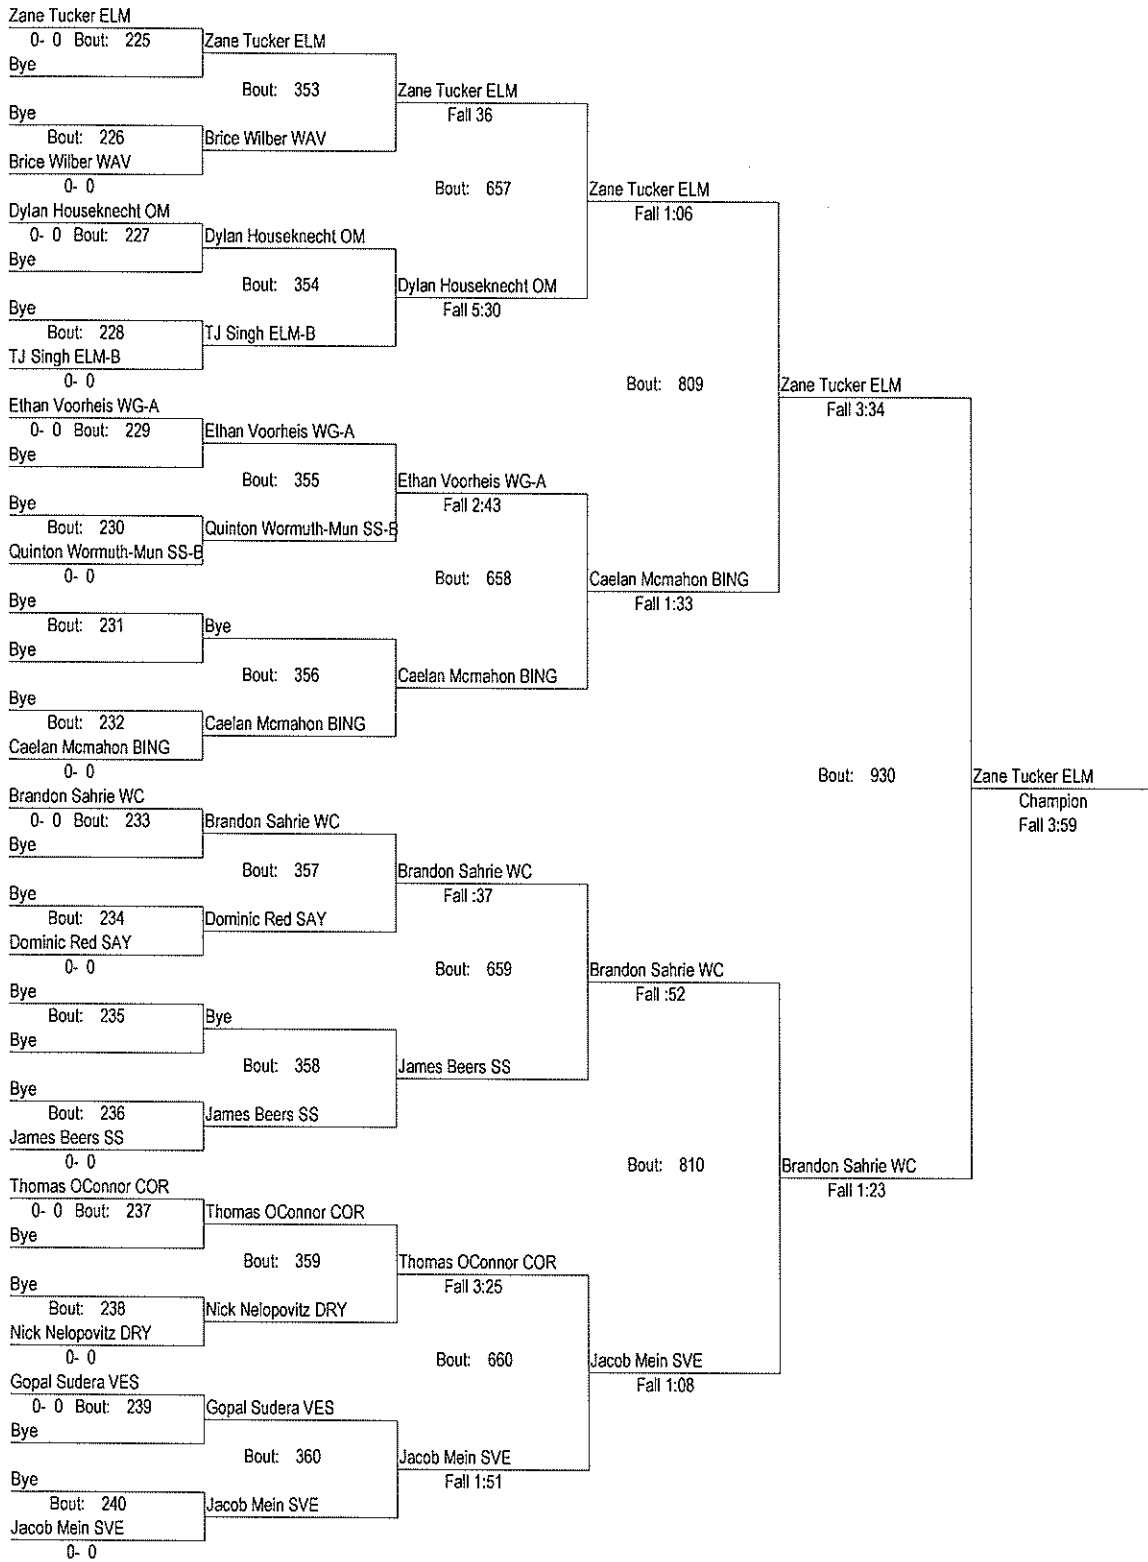 Zane Tucker ELM
0- 0 Bout: 225
Bye
Bye
Bout: 226
Brice Wilber WAV
0- 0
Dylan Houseknecht OM
0- 0 Bout: 227
Bye
Bye
Bout: 228
TJ Singh ELM-B
0- 0
Ethan Voorheis WG-A
0- 0 Bout: 229
Bye
Bye
Bout: 230
Quinton Wormuth-Mun SS-B
0- 0
Bye
Bout: 231
Bye
Bye
Bout: 232
Caelan Mcmahon BING
0- 0
Brandon Sahrie WC
0- 0 Bout: 233
Bye
Bye
Bout: 234
Dominic Red SAY
0- 0
Bye
Bout: 235
Bye
Bye
Bout: 236
James Beers SS
0- 0
Thomas OConnor COR
0- 0 Bout: 237
Bye
Bye
Bout: 238
Nick Nelopovitz DRY
0- 0
Gopal Sudera VES
0- 0 Bout: 239
Bye
Bye
Bout: 240
Jacob Mein SVE
0- 0
Zane Tucker ELM
Bout: 353
Brice Wilber WAV
Dylan Houseknecht OM
Bout: 354
TJ Singh ELM-B
Ethan Voorheis WG-A
Bout: 355
Quinton Wormuth-Mun SS-B
Bye
Bout: 356
Caelan Mcmahon BING
Brandon Sahrie WC
Bout: 357
Dominic Red SAY
Bye
Bout: 358
James Beers SS
Thomas OConnor COR
Bout: 359
Nick Nelopovitz DRY
Gopal Sudera VES
Bout: 360
Jacob Mein SVE
Zane Tucker ELM
Fall 36
Bout: 657
Dylan Houseknecht OM
Fall 5:30
Ethan Voorheis WG-A
Fall 2:43
Bout: 658
Caelan Mcmahon BING
Brandon Sahrie WC
Fall :37
Bout: 659
James Beers SS
Thomas OConnor COR
Fall 3:25
Bout: 660
Jacob Mein SVE
Fall 1:51
Zane Tucker ELM
Fall 1:06
Bout: 809
Caelan Mcmahon BING
Fall 1:33
Brandon Sahrie WC
Fall :52
Bout: 810
Jacob Mein SVE
Fall 1:08
Zane Tucker ELM
Fall 3:34
Bout: 930
Brandon Sahrie WC
Fall 1:23
Zane Tucker ELM
Champion
Fall 3:59